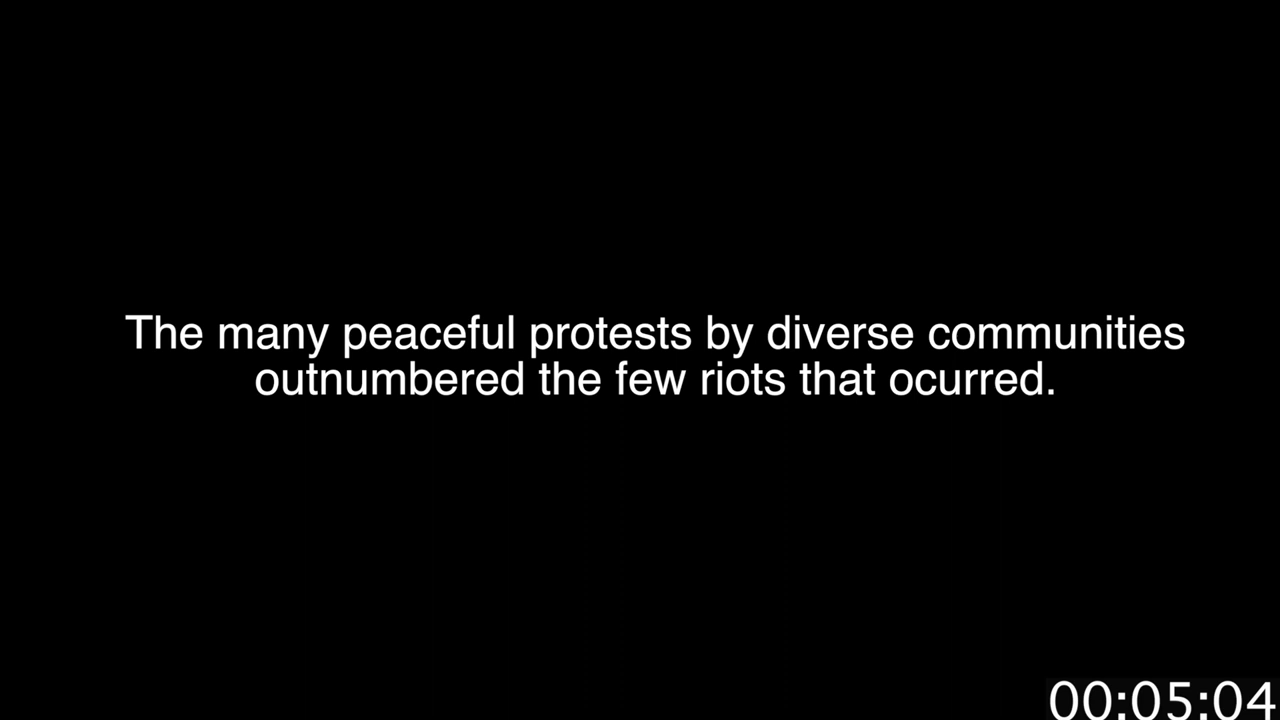 The many peaceful protests by diverse communities
outnumbered the few riots that ocurred.
00:05:04